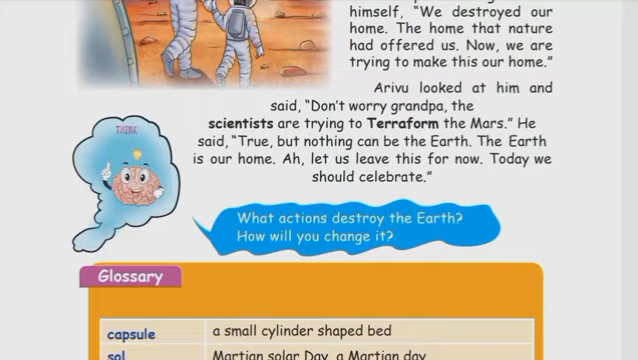 himself, "We destroyed our
home. The home that nature
had offered us. Now, we are
trying to make this our home."
Arivu looked at him and
said, "Don't worry grandpa, the
scientists are trying to Terraform the Mars." He
said, "True, but nothing can be the Earth. The Earth
is our home. Ah, let us leave this for now. Today we
should celebrate."
THINK
What actions destroy the Earth?
How will you change it?
Glossary
capsule a small cylinder shaped bed
sol Martian solar Day, a Martian day